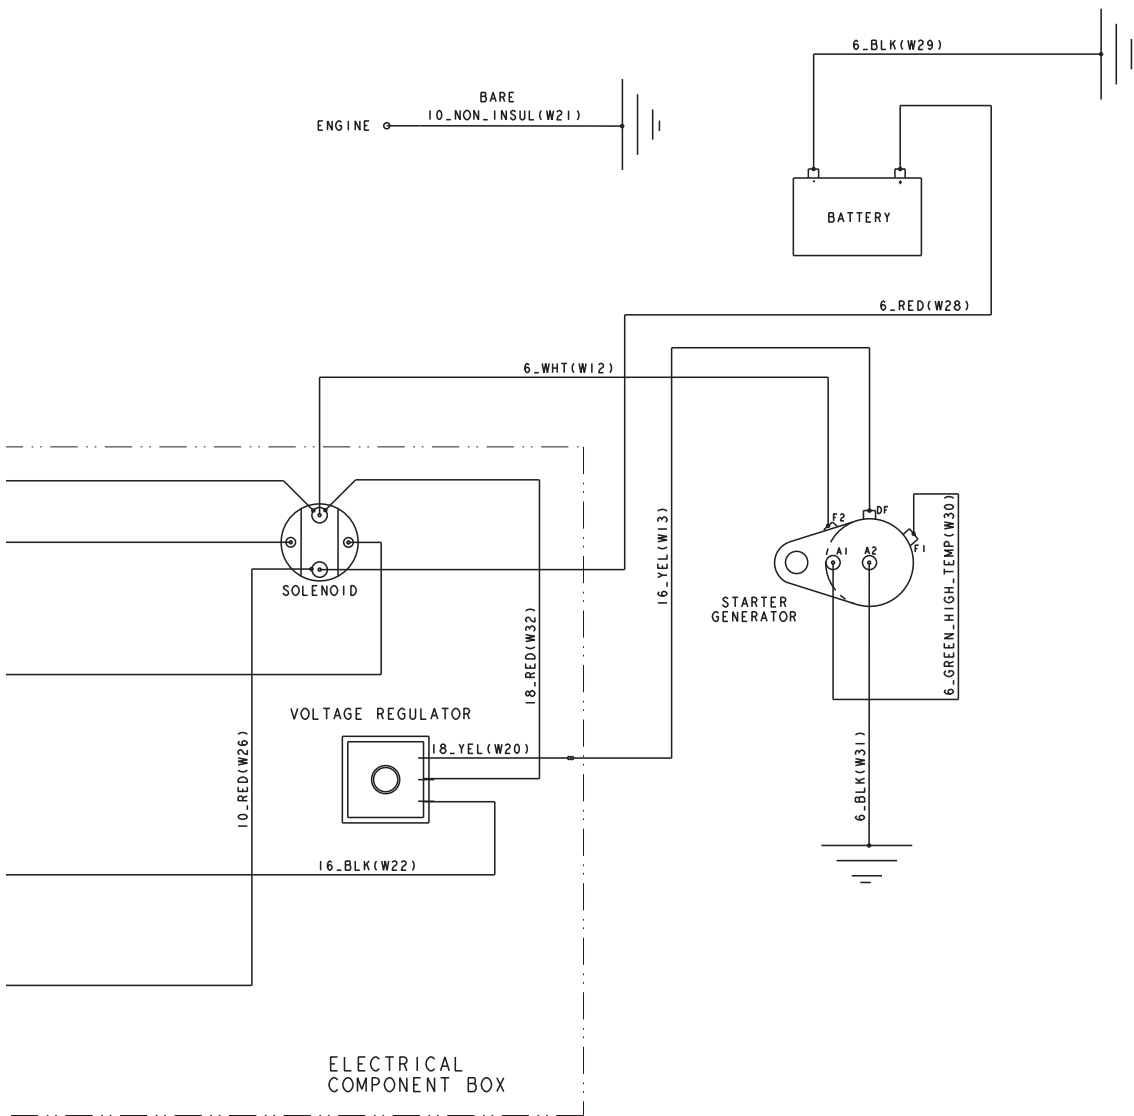 6_BLK(W29)
BARE
10_NON_INSUL(W21)
ENGINE
- +
BATTERY
6_RED(W28)
6_WHT(W12)
F2
DF
F1
A1
A2
SOLENOID
STARTER
GENERATOR
16_YEL(W13)
6_GREEN_HIGH_TEMP(W30)
18_RED(W32)
VOLTAGE REGULATOR
18_YEL(W20)
10_RED(W26)
6_BLK(W31)
16_BLK(W22)
ELECTRICAL
COMPONENT BOX